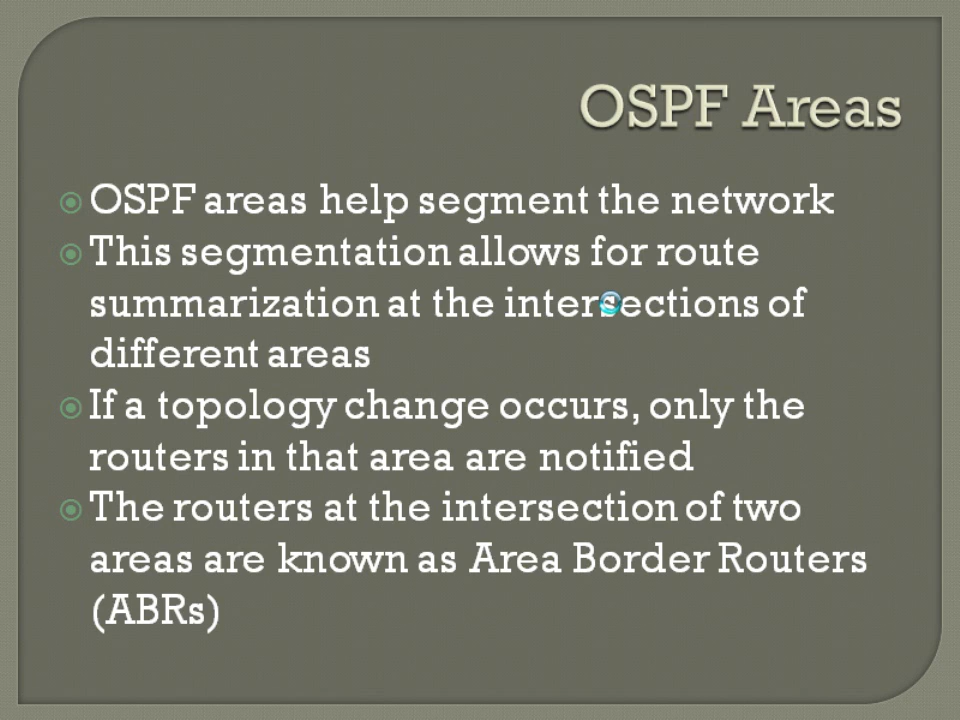 OSPF Areas
OSPF areas help segment the network
This segmentation allows for route
summarization at the intersections of
different areas
If a topology change occurs, only the
routers in that area are notified
The routers at the intersection of two
areas are known as Area Border Routers
(ABRs)